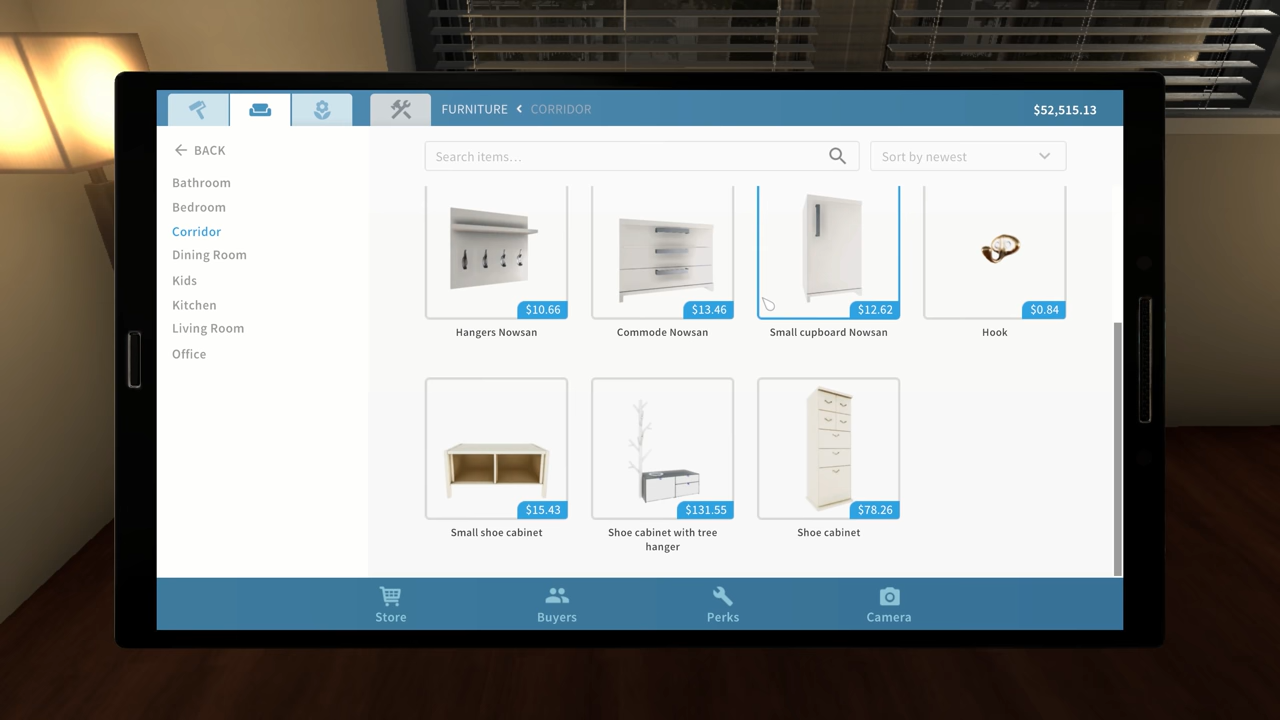 FURNITURE < CORRIDOR
$52,515.13
BACK
Search items...
Sort by newest
Bathroom
Bedroom
Corridor
Dining Room
Kids
Kitchen
Living Room
Office
$10.66
$13.46
$12.62
$0.84
Hangers Nowsan
Commode Nowsan
Small cupboard Nowsan
Hook
$15.43
$131.55
$78.26
Small shoe cabinet
Shoe cabinet with tree
hanger
Shoe cabinet
Store
Buyers
Perks
Camera